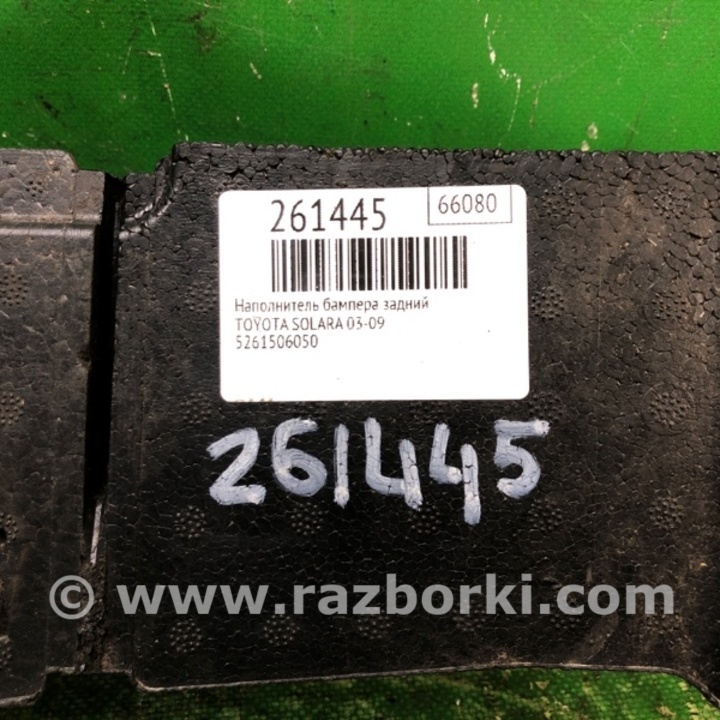 261445 66080
Наполнитель бампера задний
TOYOTA SOLARA 03-09
5261506050
261445
© www.razborki.com